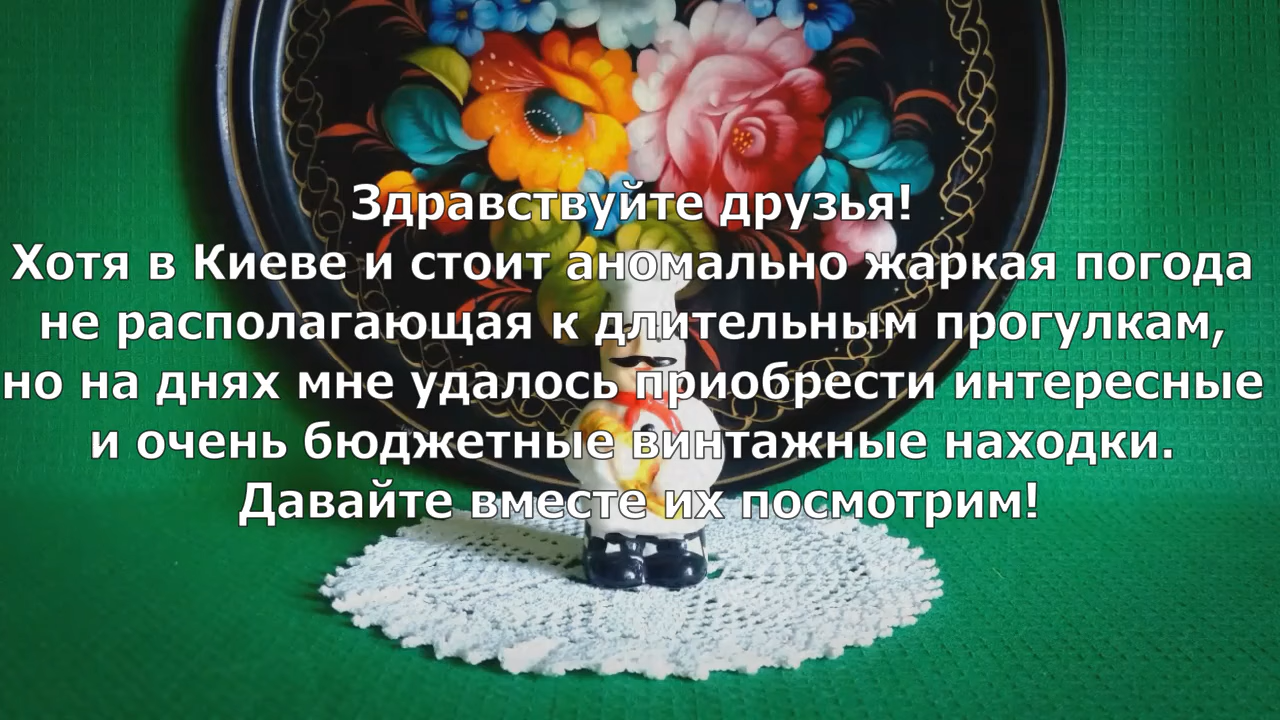 Здравствуйте друзья!
Хотя в Киеве и стоит аномально жаркая погода
не располагающая к длительным прогулкам,
но на днях мне удалось приобрести интересные
и очень бюджетные винтажные находки.
Давайте вместе их посмотрим!